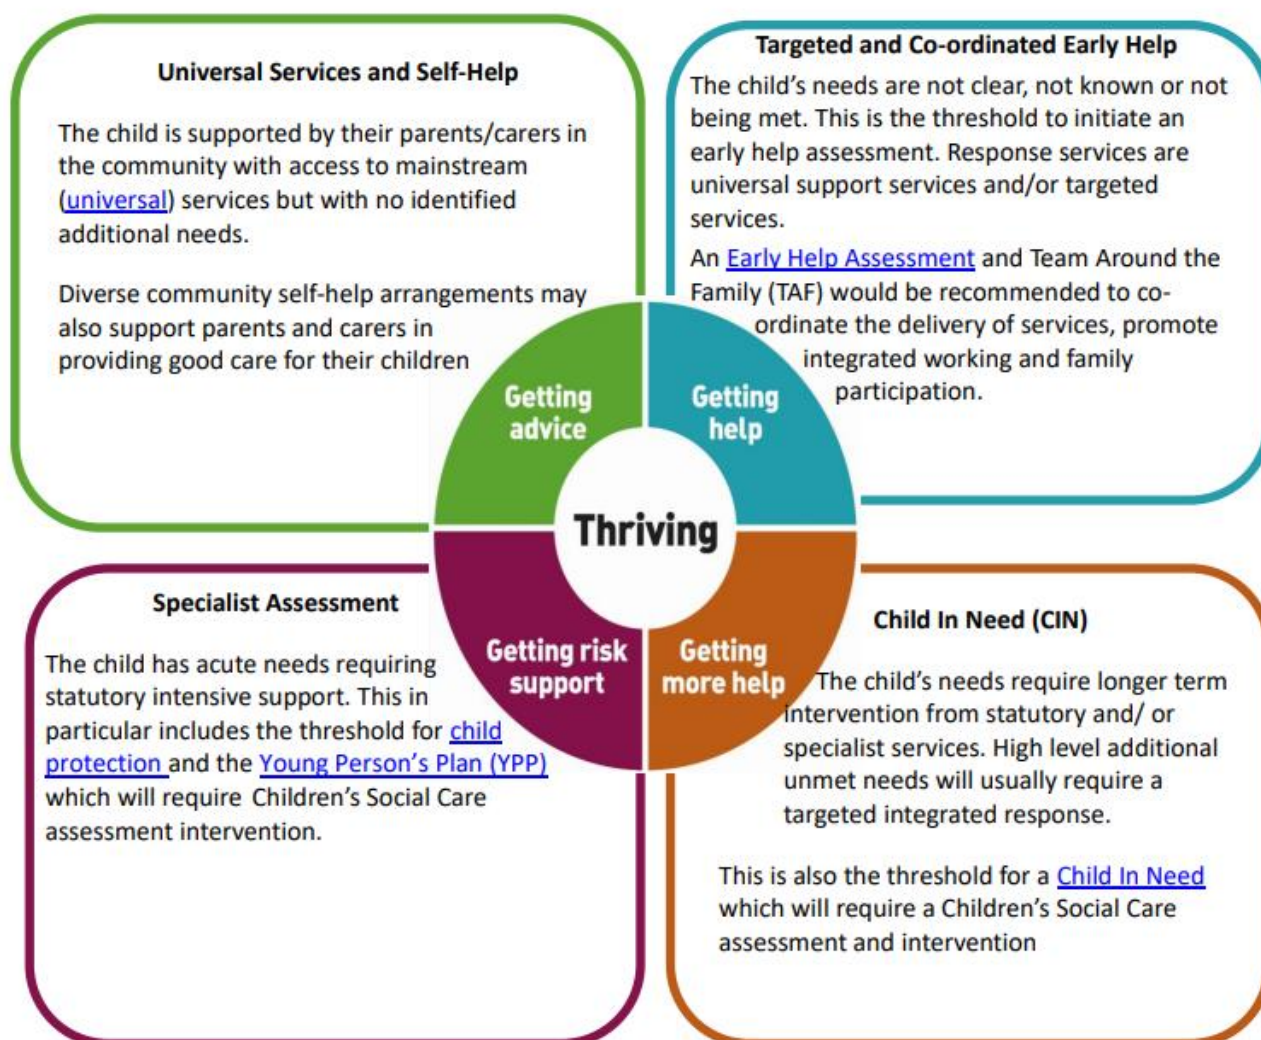 Universal Services and Self-Help
The child is supported by their parents/carers in
the community with access to mainstream
(universal) services but with no identified
additional needs.
Diverse community self-help arrangements may
also support parents and carers in
providing good care for their children
Targeted and Co-ordinated Early Help
The child’s needs are not clear, not known or not
being met. This is the threshold to initiate an
early help assessment. Response services are
universal support services and/or targeted
services.
An Early Help Assessment and Team Around the
Family (TAF) would be recommended to co-
ordinate the delivery of services, promote
integrated working and family
participation.
Getting
advice
Getting
help
Thriving
Getting risk
support
Getting
more help
Specialist Assessment
The child has acute needs requiring
statutory intensive support. This in
particular includes the threshold for child
protection and the Young Person’s Plan (YPP)
which will require Children’s Social Care
assessment intervention.
Child In Need (CIN)
The child’s needs require longer term
intervention from statutory and/ or
specialist services. High level additional
unmet needs will usually require a
targeted integrated response.
This is also the threshold for a Child In Need
which will require a Children’s Social Care
assessment and intervention